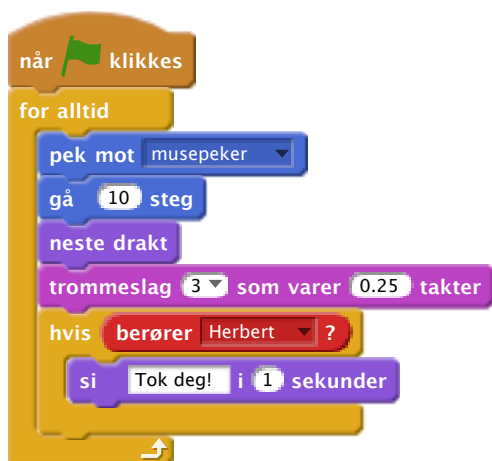 når klikkes
for alltid
pek mot musepeker
gå 10 steg
neste drakt
trommeslag 3 som varer 0.25 takter
hvis berører Herbert ?
si Tok deg! i 1 sekunder